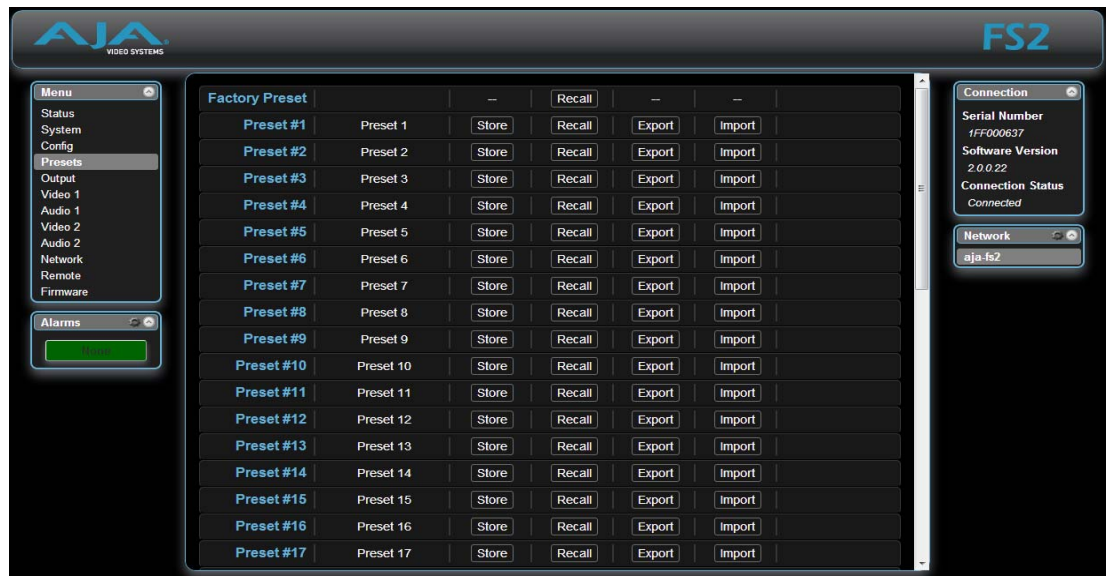 AJA
VIDEO SYSTEMS
FS2
Menu
Status
System
Config
Presets
Output
Video 1
Audio 1
Video 2
Audio 2
Network
Remote
Firmware
Alarms
None
Factory Preset -- Recall -- --
Preset #1 Preset 1 Store Recall Export Import
Preset #2 Preset 2 Store Recall Export Import
Preset #3 Preset 3 Store Recall Export Import
Preset #4 Preset 4 Store Recall Export Import
Preset #5 Preset 5 Store Recall Export Import
Preset #6 Preset 6 Store Recall Export Import
Preset #7 Preset 7 Store Recall Export Import
Preset #8 Preset 8 Store Recall Export Import
Preset #9 Preset 9 Store Recall Export Import
Preset #10 Preset 10 Store Recall Export Import
Preset #11 Preset 11 Store Recall Export Import
Preset #12 Preset 12 Store Recall Export Import
Preset #13 Preset 13 Store Recall Export Import
Preset #14 Preset 14 Store Recall Export Import
Preset #15 Preset 15 Store Recall Export Import
Preset #16 Preset 16 Store Recall Export Import
Preset #17 Preset 17 Store Recall Export Import
Connection
Serial Number
1FF000637
Software Version
2.0.0.22
Connection Status
Connected
Network
aja-fs2